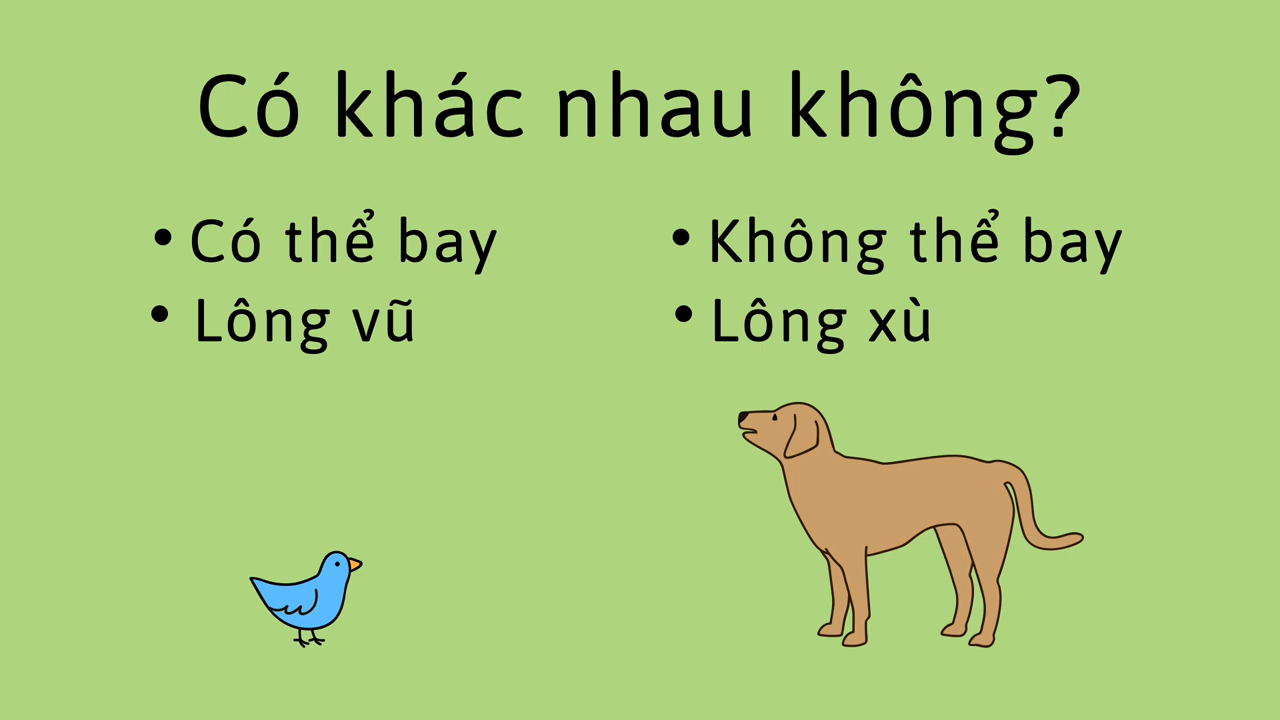 Có khác nhau không?
• Có thể bay
• Lông vũ
• Không thể bay
• Lông xù